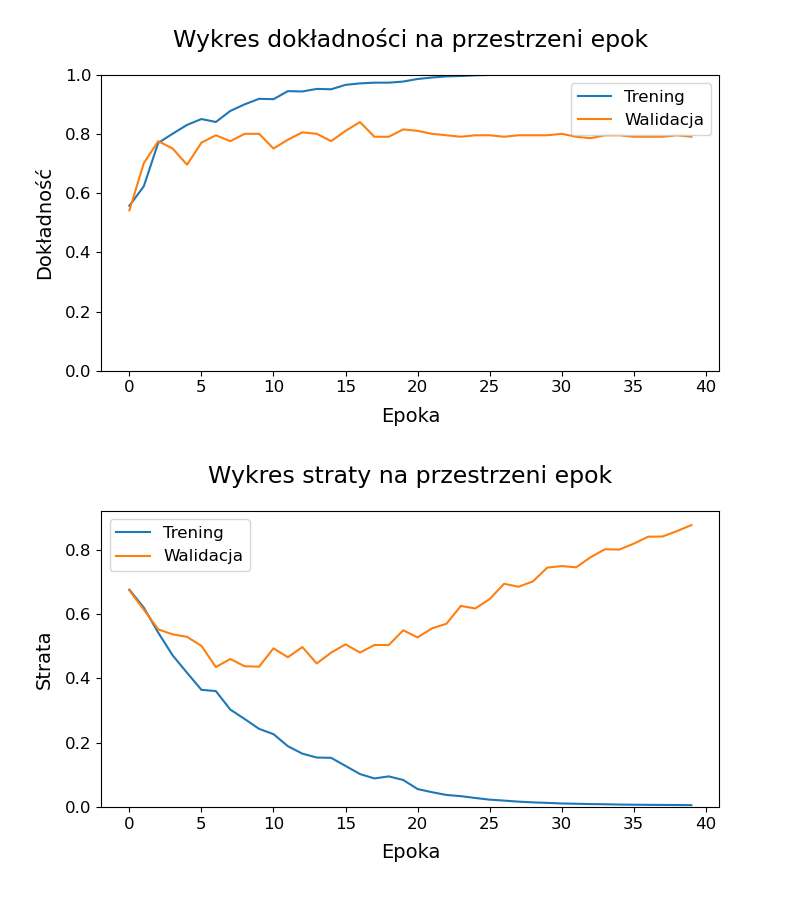 Wykres dokładności na przestrzeni epok
1.0
0.8
0.6
0.4
0.2
0.0
Dokładność
Trening
Walidacja
0 5 10 15 20 25 30 35 40
Epoka
Wykres straty na przestrzeni epok
0.8
0.6
0.4
0.2
0.0
Strata
Trening
Walidacja
0 5 10 15 20 25 30 35 40
Epoka